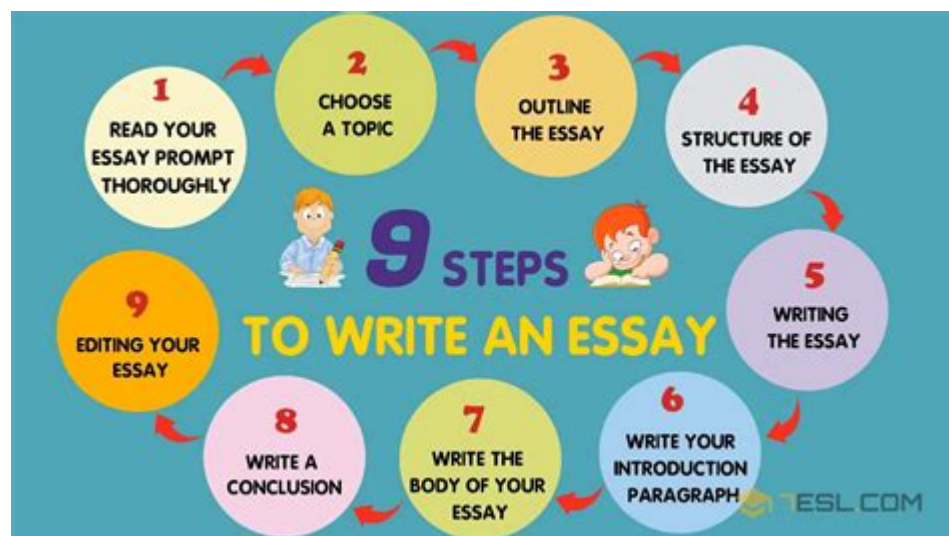 1
READ YOUR
ESSAY PROMPT
THOROUGHLY
2
CHOOSE
A TOPIC
3
OUTLINE
THE ESSAY
4
STRUCTURE OF
THE ESSAY
9 STEPS
TO WRITE AN ESSAY
5
WRITING
THE ESSAY
6
WRITE YOUR
INTRODUCTION
PARAGRAPH
7
WRITE THE
BODY OF YOUR
ESSAY
8
WRITE A
CONCLUSION
9
EDITING YOUR
ESSAY
7ESL.COM